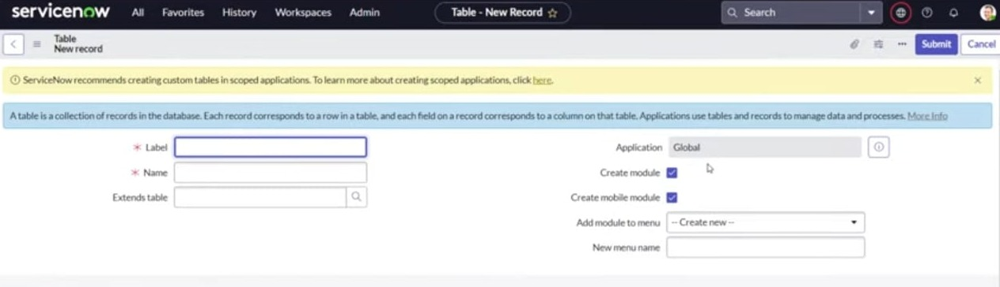 servicenow All Favorites History Workspaces Admin Table - New Record Search
Table
New record Submit Cancel
ServiceNow recommends creating custom tables in scoped applications. To learn more about creating scoped applications, click here.
A table is a collection of records in the database. Each record corresponds to a row in a table, and each field on a record corresponds to a column on that table. Applications use tables and records to manage data and processes. More Info
* Label Application Global
* Name Create module
Extends table Create mobile module
Add module to menu -- Create new --
New menu name